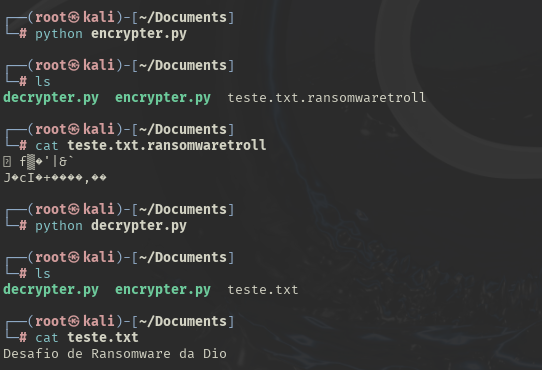 ┌──(root㉿kali)-[~/Documents]
└─# python encrypter.py
┌──(root㉿kali)-[~/Documents]
└─# ls
decrypter.py encrypter.py teste.txt.ransomwaretroll
┌──(root㉿kali)-[~/Documents]
└─# cat teste.txt.ransomwaretroll
f▒�'|&`
J�cI�+����,��
┌──(root㉿kali)-[~/Documents]
└─# python decrypter.py
┌──(root㉿kali)-[~/Documents]
└─# ls
decrypter.py encrypter.py teste.txt
┌──(root㉿kali)-[~/Documents]
└─# cat teste.txt
Desafio de Ransomware da Dio